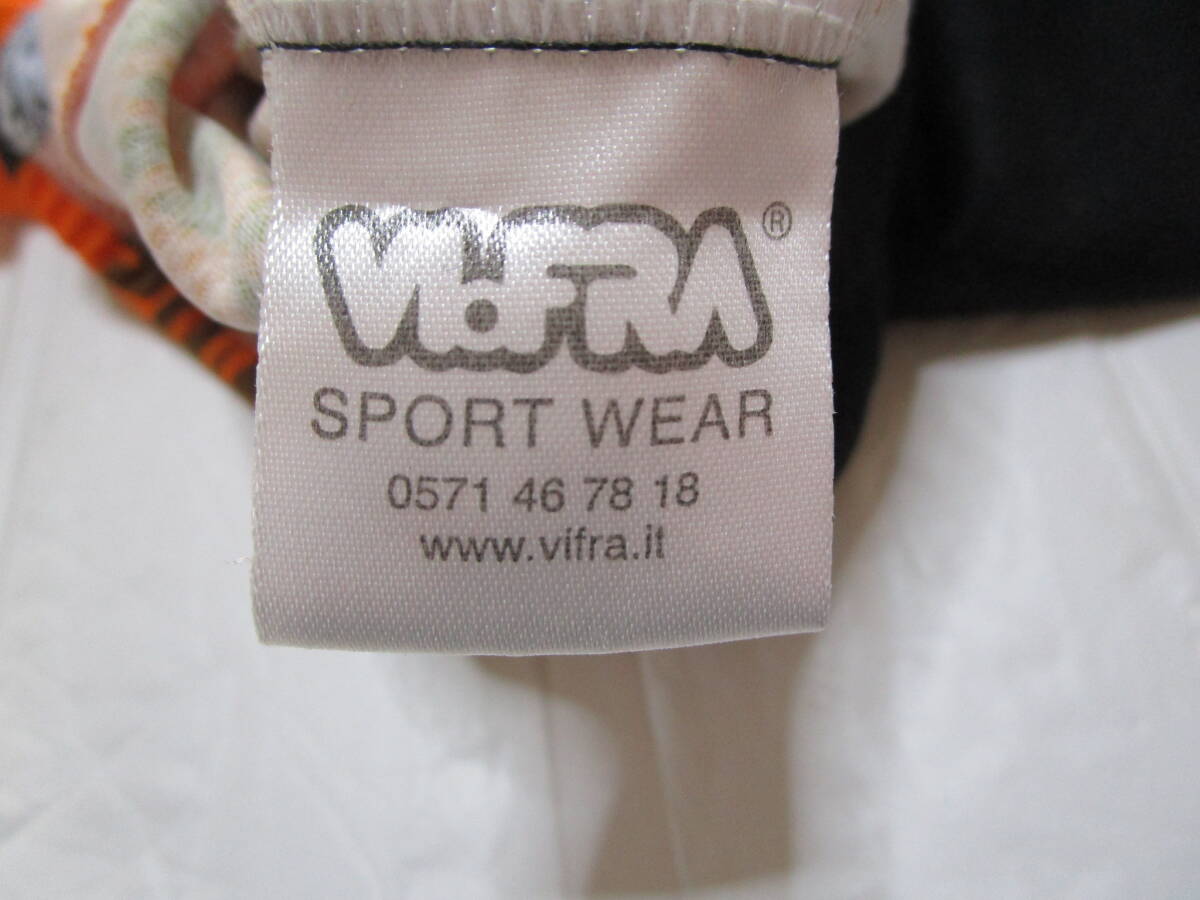 VIFRA®
SPORT WEAR
0571 46 78 18
www.vifra.it